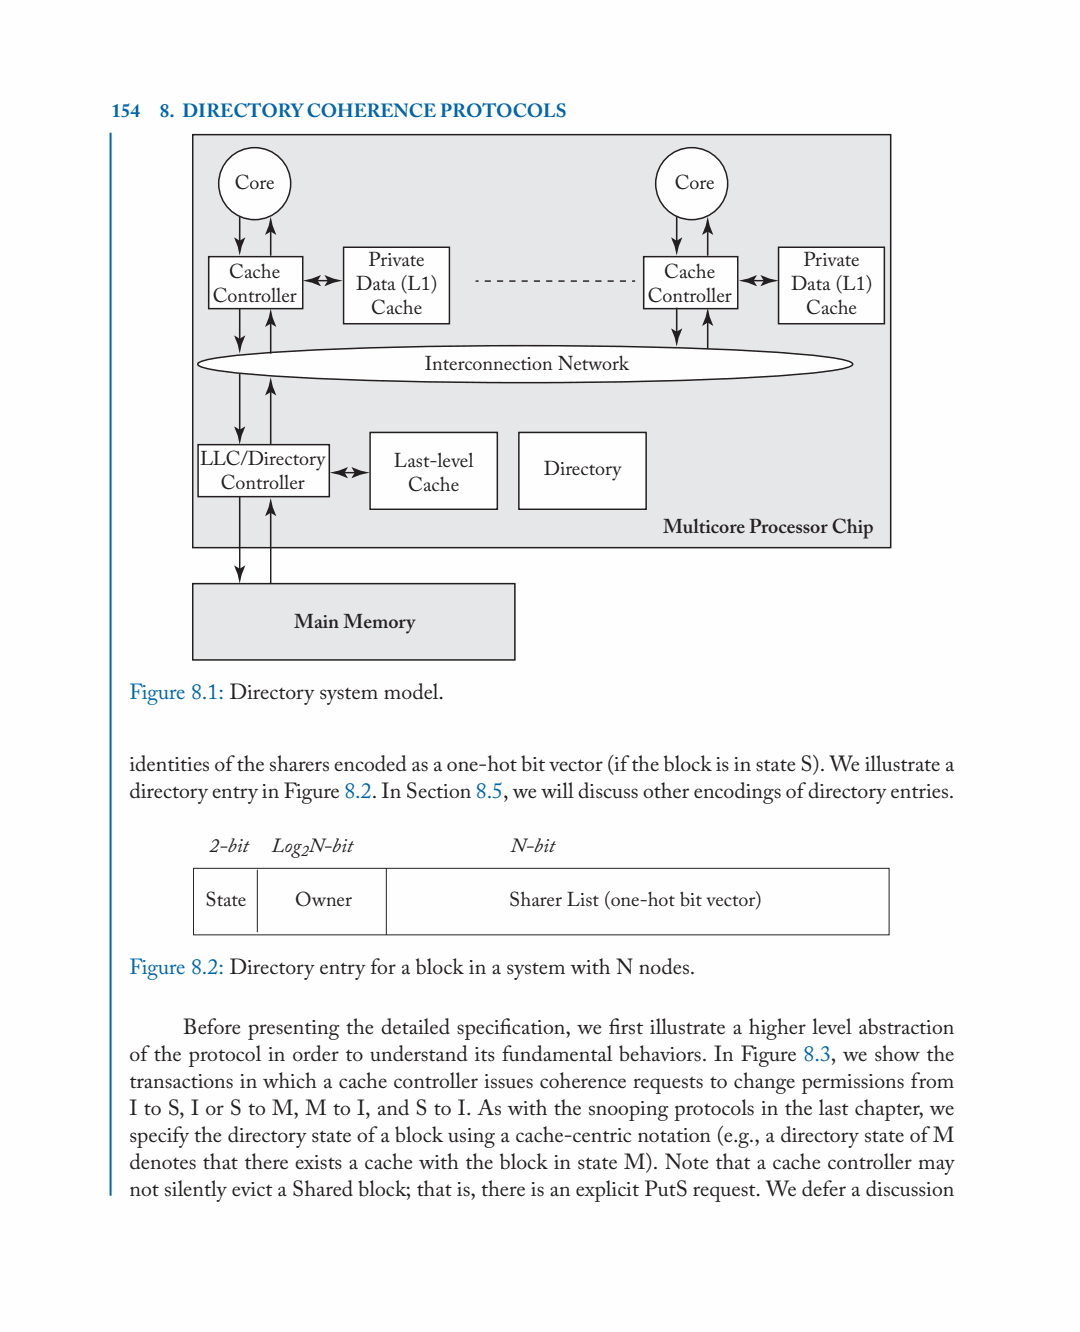 154 8. DIRECTORY COHERENCE PROTOCOLS
Core
Core
Cache
Controller
Private
Data (L1)
Cache
Cache
Controller
Private
Data (L1)
Cache
Interconnection Network
LLC/Directory
Controller
Last-level
Cache
Directory
Multicore Processor Chip
Main Memory
Figure 8.1: Directory system model.
identities of the sharers encoded as a one-hot bit vector (if the block is in state S). We illustrate a
directory entry in Figure 8.2. In Section 8.5, we will discuss other encodings of directory entries.
2-bit Log2N-bit N-bit
State Owner Sharer List (one-hot bit vector)
Figure 8.2: Directory entry for a block in a system with N nodes.
Before presenting the detailed specification, we first illustrate a higher level abstraction
of the protocol in order to understand its fundamental behaviors. In Figure 8.3, we show the
transactions in which a cache controller issues coherence requests to change permissions from
I to S, I or S to M, M to I, and S to I. As with the snooping protocols in the last chapter, we
specify the directory state of a block using a cache-centric notation (e.g., a directory state of M
denotes that there exists a cache with the block in state M). Note that a cache controller may
not silently evict a Shared block; that is, there is an explicit PutS request. We defer a discussion